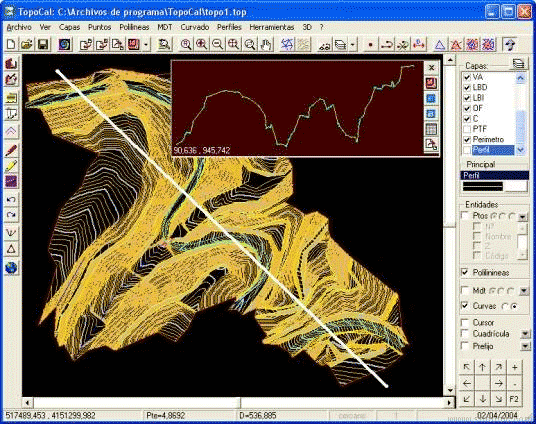 TopoCal: C:\Archivos de programa\TopoCal\topo1.top
Archivo Ver Capas Puntos Polilíneas MDT Curvado Perfiles Herramientas 3D ?
90,636 , 945,742
Capas:
VA
LBD
LBI
OF
C
PTF
Perimetro
Perfil
Principal
Perfil
Entidades
Ptos
Nº
Nombre
Z
Código
Polilíneas
Mdt
Curvas
Cursor
Cuadrícula
Prefijo
+
-
F2
517489,453 , 4151299,982
Pte=4,8692
D=536,885
cercano
1
02/04/2004